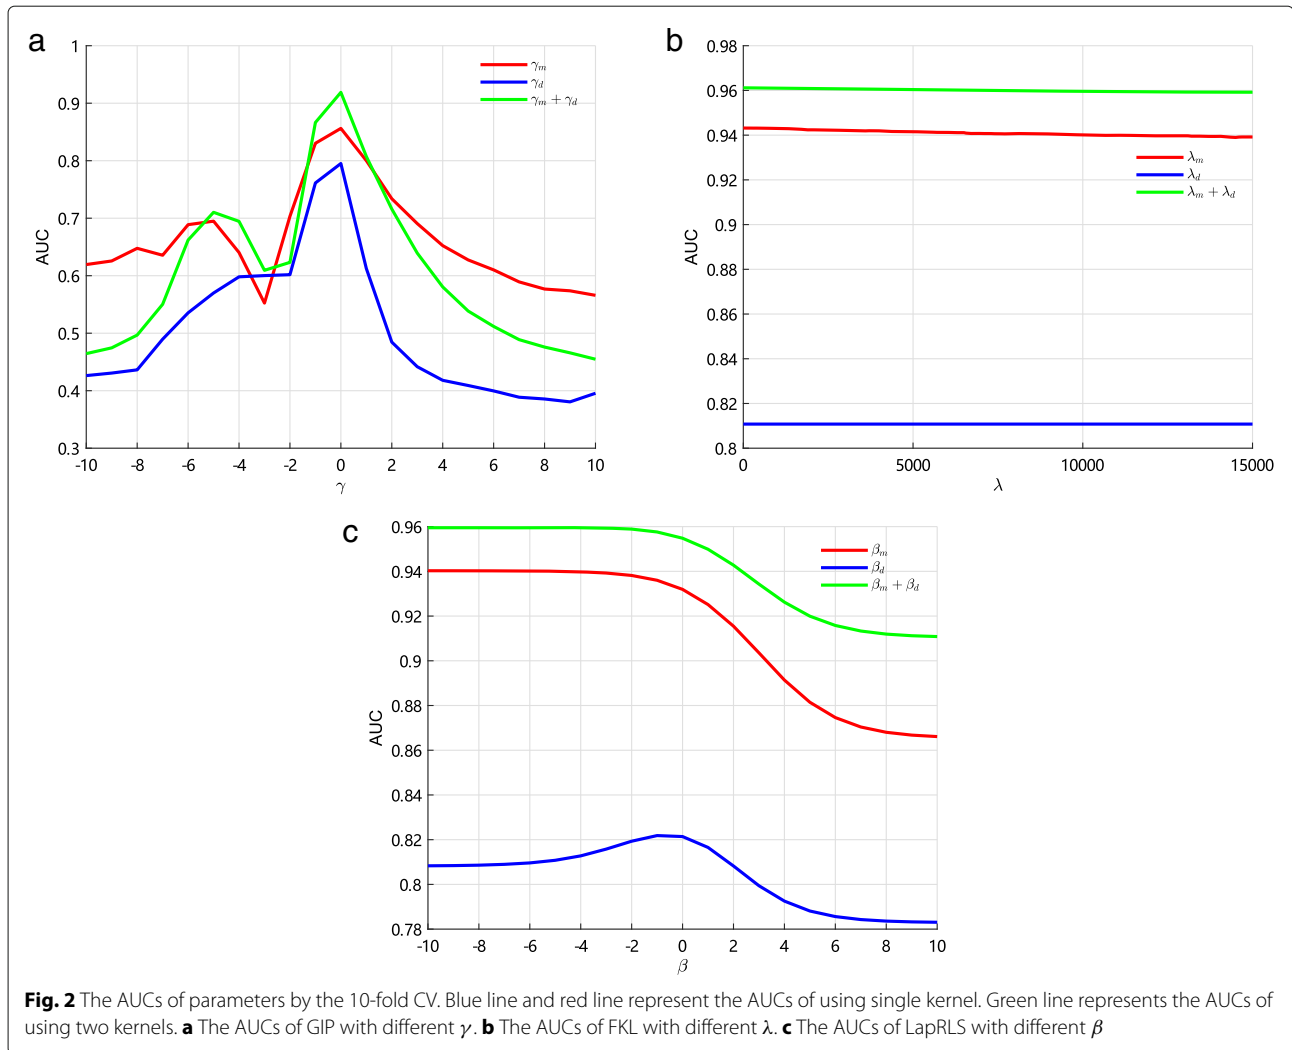 a
1
0.9
0.8
0.7
0.6
0.5
0.4
0.3
AUC
-10 -8 -6 -4 -2 0 2 4 6 8 10
γ
γm
γd
γm + γd
b
0.98
0.96
0.94
0.92
0.9
0.88
0.86
0.84
0.82
0.8
AUC
0 5000 10000 15000
λ
λm
λd
λm + λd
c
0.96
0.94
0.92
0.9
0.88
0.86
0.84
0.82
0.8
0.78
AUC
-10 -8 -6 -4 -2 0 2 4 6 8 10
β
βm
βd
βm + βd
Fig. 2 The AUCs of parameters by the 10-fold CV. Blue line and red line represent the AUCs of using single kernel. Green line represents the AUCs of
using two kernels. a The AUCs of GIP with different γ. b The AUCs of FKL with different λ. c The AUCs of LapRLS with different β